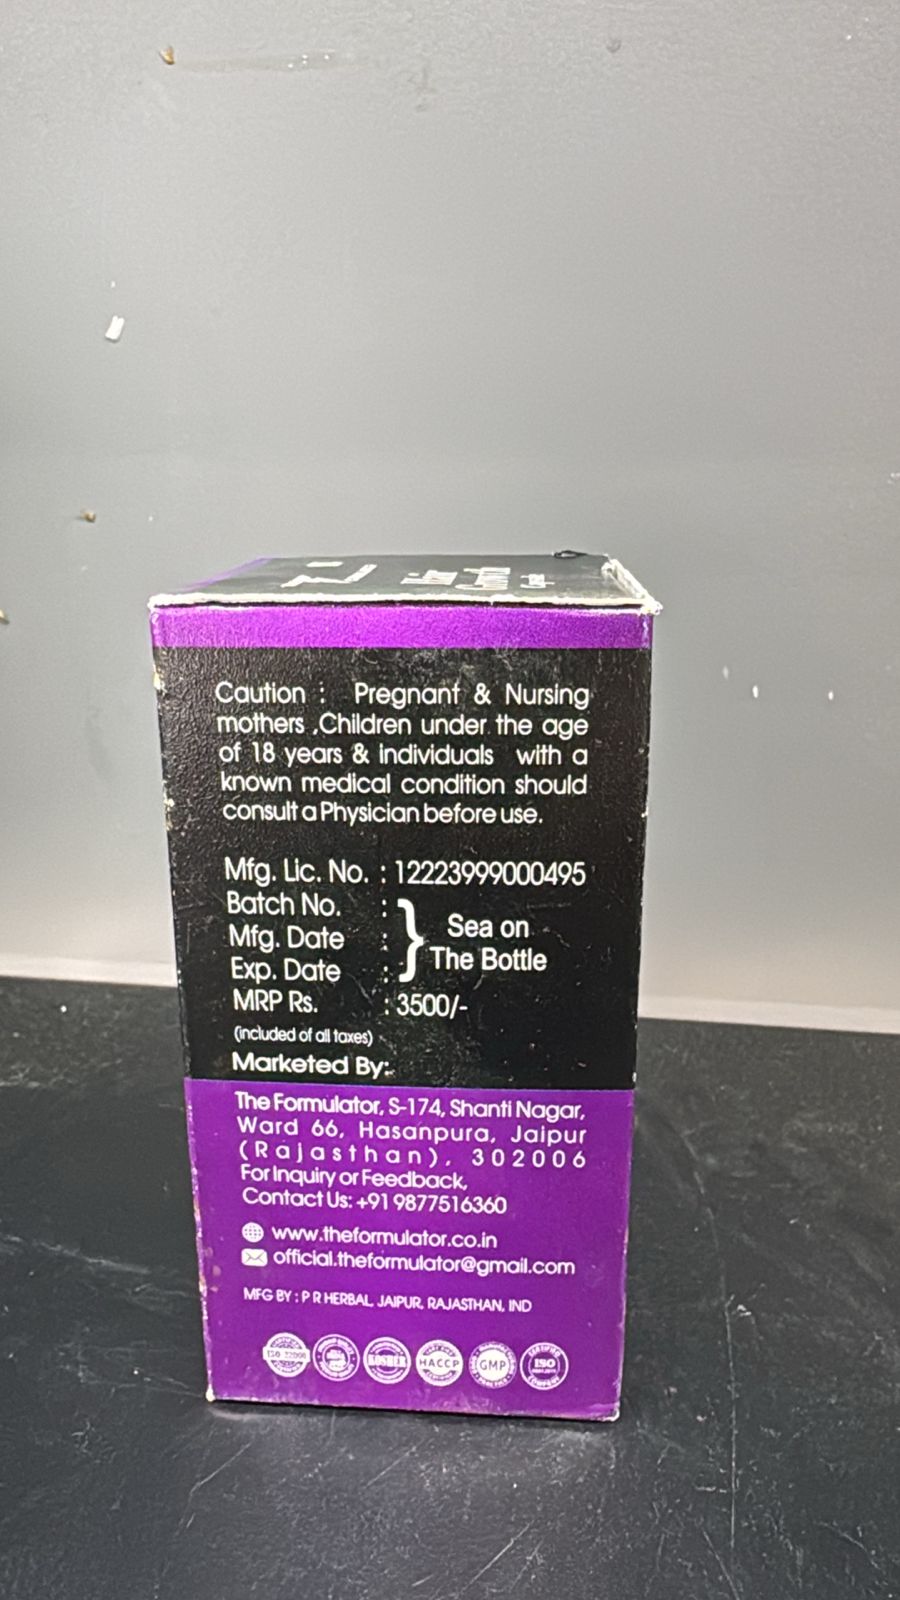 Caution : Pregnant & Nursing
mothers ,Children under the age
of 18 years & individuals with a
known medical condition should
consult a Physician before use.
Mfg. Lic. No. : 12223999000495
Batch No. :
Mfg. Date :
Exp. Date :
} Sea on
The Bottle
MRP Rs. : 3500/-
(included of all taxes)
Marketed By:
The Formulator, S-174, Shanti Nagar,
Ward 66, Hasanpura, Jaipur
(Rajasthan), 302006
For Inquiry or Feedback,
Contact Us: +91 9877516360
www.theformulator.co.in
official.theformulator@gmail.com
MFG BY : P R HERBAL, JAIPUR, RAJASTHAN, IND
ISO 22000
KOSHER
HACCP
GMP
CERTIFIED
ISO
COMPANY